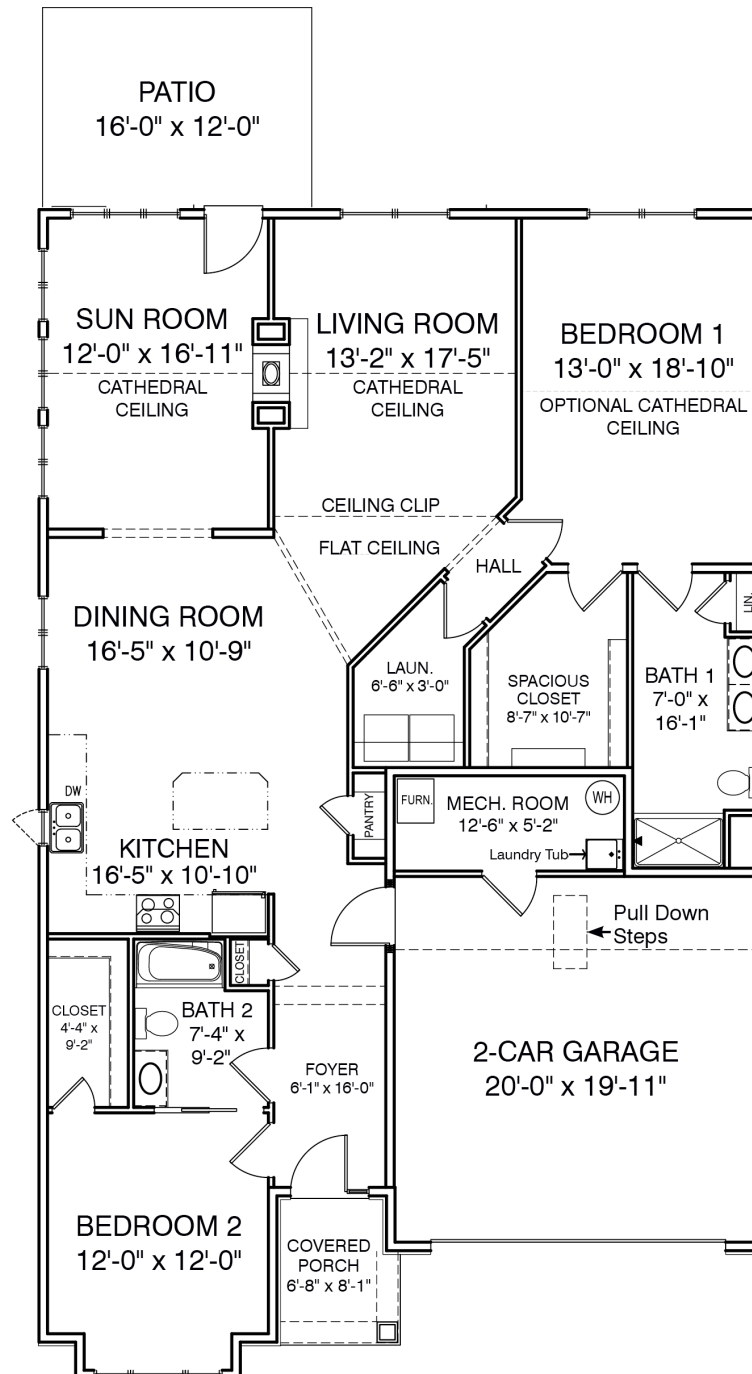 PATIO
16'-0" x 12'-0"
SUN ROOM
12'-0" x 16'-11"
CATHEDRAL
CEILING
LIVING ROOM
13'-2" x 17'-5"
CATHEDRAL
CEILING
BEDROOM 1
13'-0" x 18'-10"
OPTIONAL CATHEDRAL
CEILING
CEILING CLIP
FLAT CEILING
HALL
DINING ROOM
16'-5" x 10'-9"
LAUN.
6'-6" x 3'-0"
SPACIOUS
CLOSET
8'-7" x 10'-7"
BATH 1
7'-0" x
16'-1"
LIN.
DW
KITCHEN
16'-5" x 10'-10"
PANTRY
FURN.
MECH. ROOM
12'-6" x 5'-2"
WH
Laundry Tub
Pull Down
Steps
CLOSET
4'-4" x
9'-2"
BATH 2
7'-4" x
9'-2"
CLOSET
FOYER
6'-1" x 16'-0"
2-CAR GARAGE
20'-0" x 19'-11"
BEDROOM 2
12'-0" x 12'-0"
COVERED
PORCH
6'-8" x 8'-1"